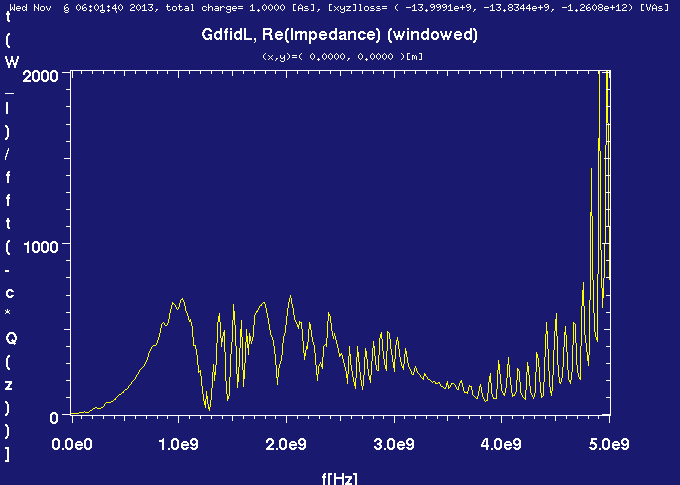 Wed Nov  6 06:01:40 2013, total charge= 1.0000 [As], [xyz]loss= ( -13.9991e+9, -13.8344e+9, -1.2608e+12) [VAs]
GdfidL, Re(Impedance) (windowed)
(x,y)=( 0.0000, 0.0000 )[m]
t(W_l)/fft(-c*Q(z))]
2000
1000
0
0.0e0 1.0e9 2.0e9 3.0e9 4.0e9 5.0e9
f[Hz]